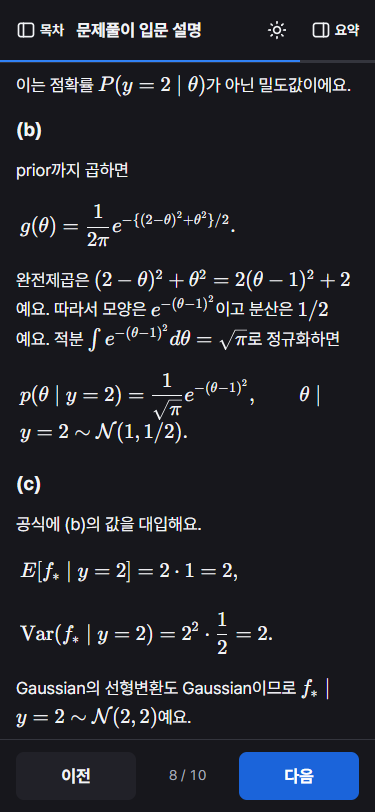 목차 문제풀이 입문 설명 요약
이는 점확률 P(y = 2 | θ)가 아닌 밀도값이에요.
(b)
prior까지 곱하면
g(θ) = \frac{1}{2π} e^{-\{(2-θ)^2+θ^2\}/2}.
완전제곱은 (2 − θ)^2 + θ^2 = 2(θ − 1)^2 + 2
예요. 따라서 모양은 e^{-(θ-1)^2}이고 분산은 1/2
예요. 적분 ∫ e^{-(θ-1)^2} dθ = √π로 정규화하면
p(θ | y = 2) = \frac{1}{√π} e^{-(θ-1)^2}, θ |
y = 2 ∼ 𝒩(1, 1/2).
(c)
공식에 (b)의 값을 대입해요.
E[f_* | y = 2] = 2 · 1 = 2,
Var(f_* | y = 2) = 2^2 · \frac{1}{2} = 2.
Gaussian의 선형변환도 Gaussian이므로 f_* |
y = 2 ∼ 𝒩(2, 2)예요.
이전 8 / 10 다음